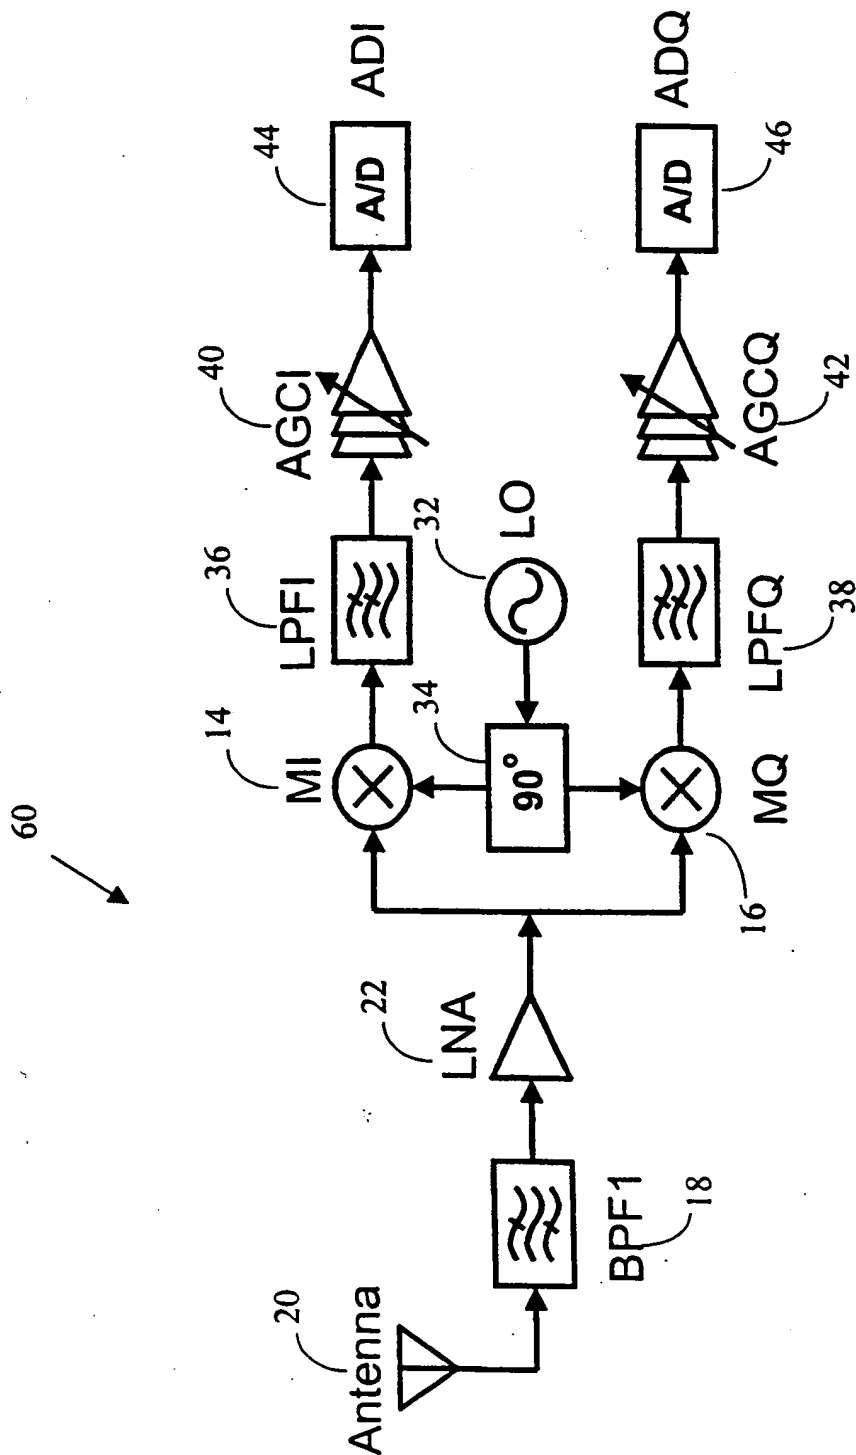 60
Antenna
20
BPF1
18
LNA
22
MI
14
MQ
16
90°
34
LO
32
LPFI
36
LPFQ
38
AGCI
40
AGCQ
42
A/D
44
ADI
A/D
46
ADQ